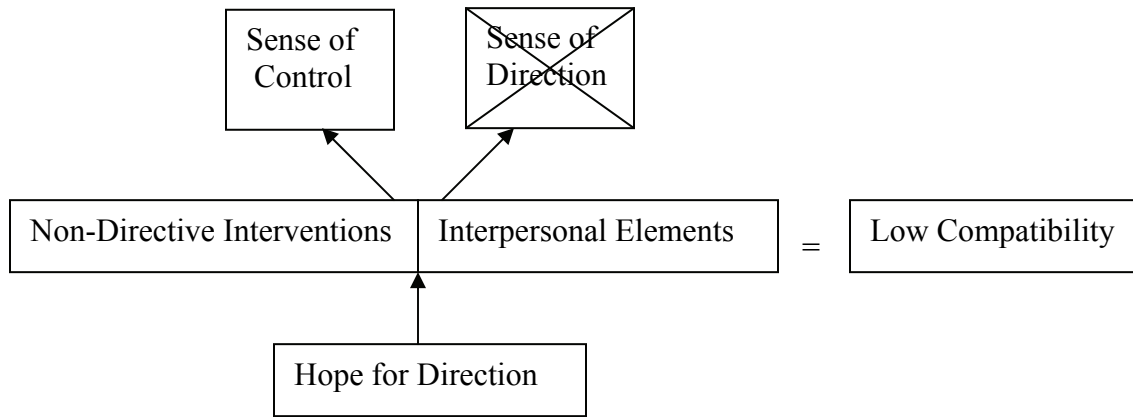 Sense of
Control
Sense of
Direction
Non-Directive Interventions
Interpersonal Elements
=
Low Compatibility
Hope for Direction